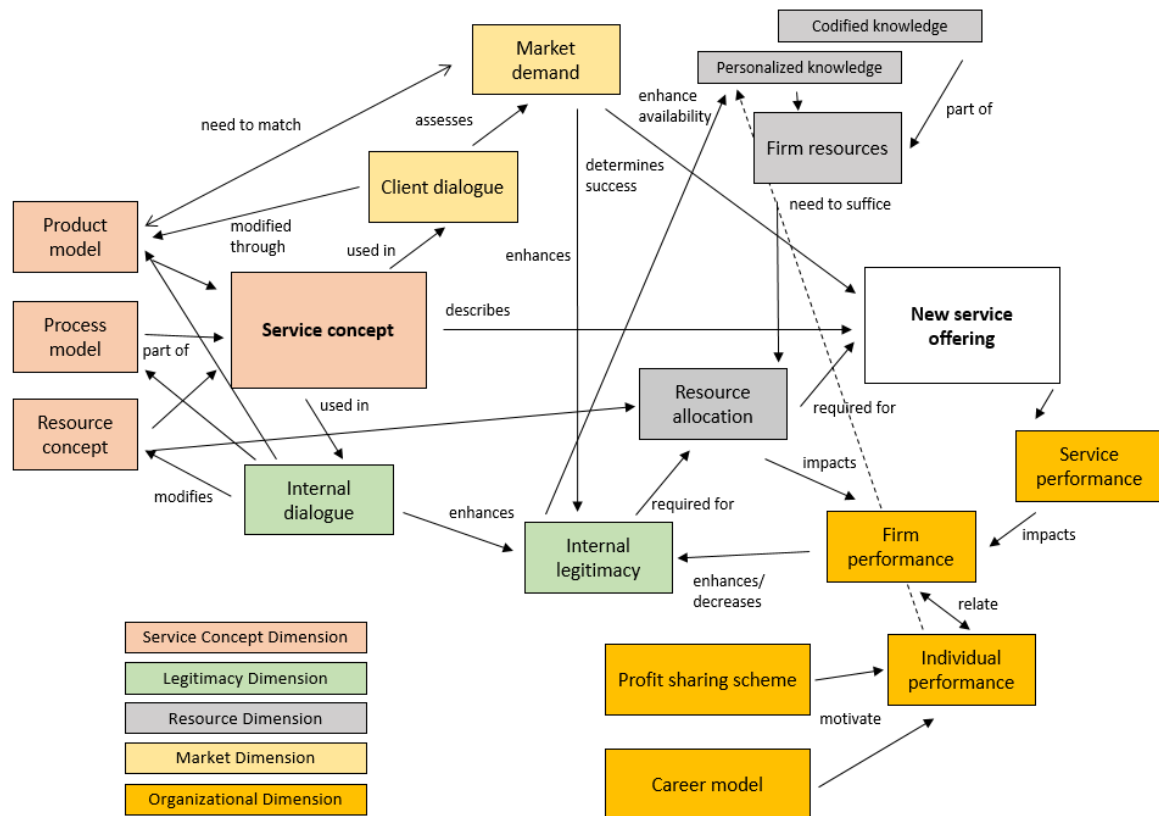 Codified knowledge
Market
demand
Personalized knowledge
enhance
availability
need to match
assesses
part of
Firm resources
Client dialogue
determines
success
need to suffice
Product
model
modified
through
used in
enhances
Service concept
describes
New service
offering
Process
model
part of
Resource
concept
used in
Resource
allocation
required for
Service
performance
modifies
Internal
dialogue
enhances
required for
impacts
Internal
legitimacy
Firm
performance
impacts
enhances/
decreases
relate
Service Concept Dimension
Legitimacy Dimension
Resource Dimension
Market Dimension
Organizational Dimension
Profit sharing scheme
Individual
performance
motivate
Career model